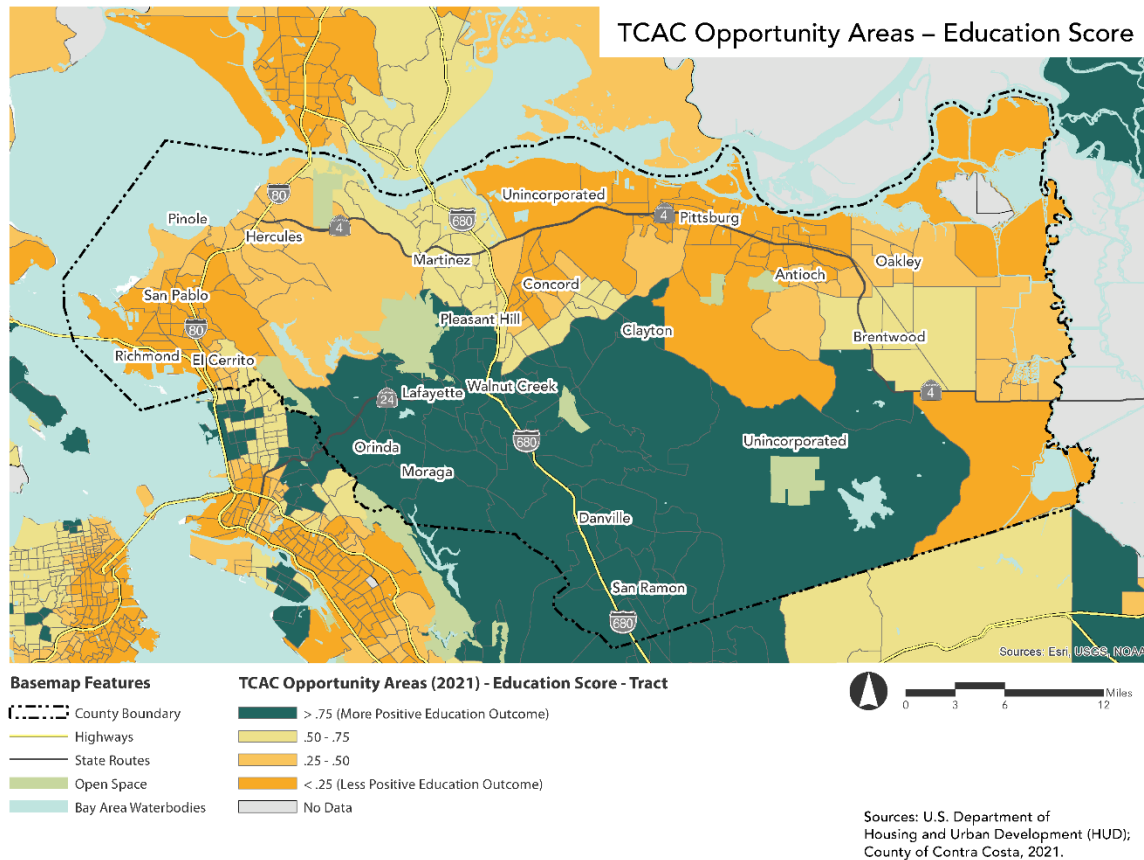 TCAC Opportunity Areas – Education Score
80
Unincorporated
Pinole
680
4
Pittsburg
Hercules
4
Martinez
Oakley
Antioch
Concord
San Pablo
Pleasant Hill
80
Clayton
Brentwood
Richmond
El Cerrito
Walnut Creek
4
Lafayette
24
680
Unincorporated
Orinda
Moraga
Danville
San Ramon
680
Sources: Esri, USGS, NOAA
Basemap Features
County Boundary
Highways
State Routes
Open Space
Bay Area Waterbodies
TCAC Opportunity Areas (2021) - Education Score - Tract
> .75 (More Positive Education Outcome)
.50 - .75
.25 - .50
< .25 (Less Positive Education Outcome)
No Data
Miles
0 3 6 12
Sources: U.S. Department of
Housing and Urban Development (HUD);
County of Contra Costa, 2021.